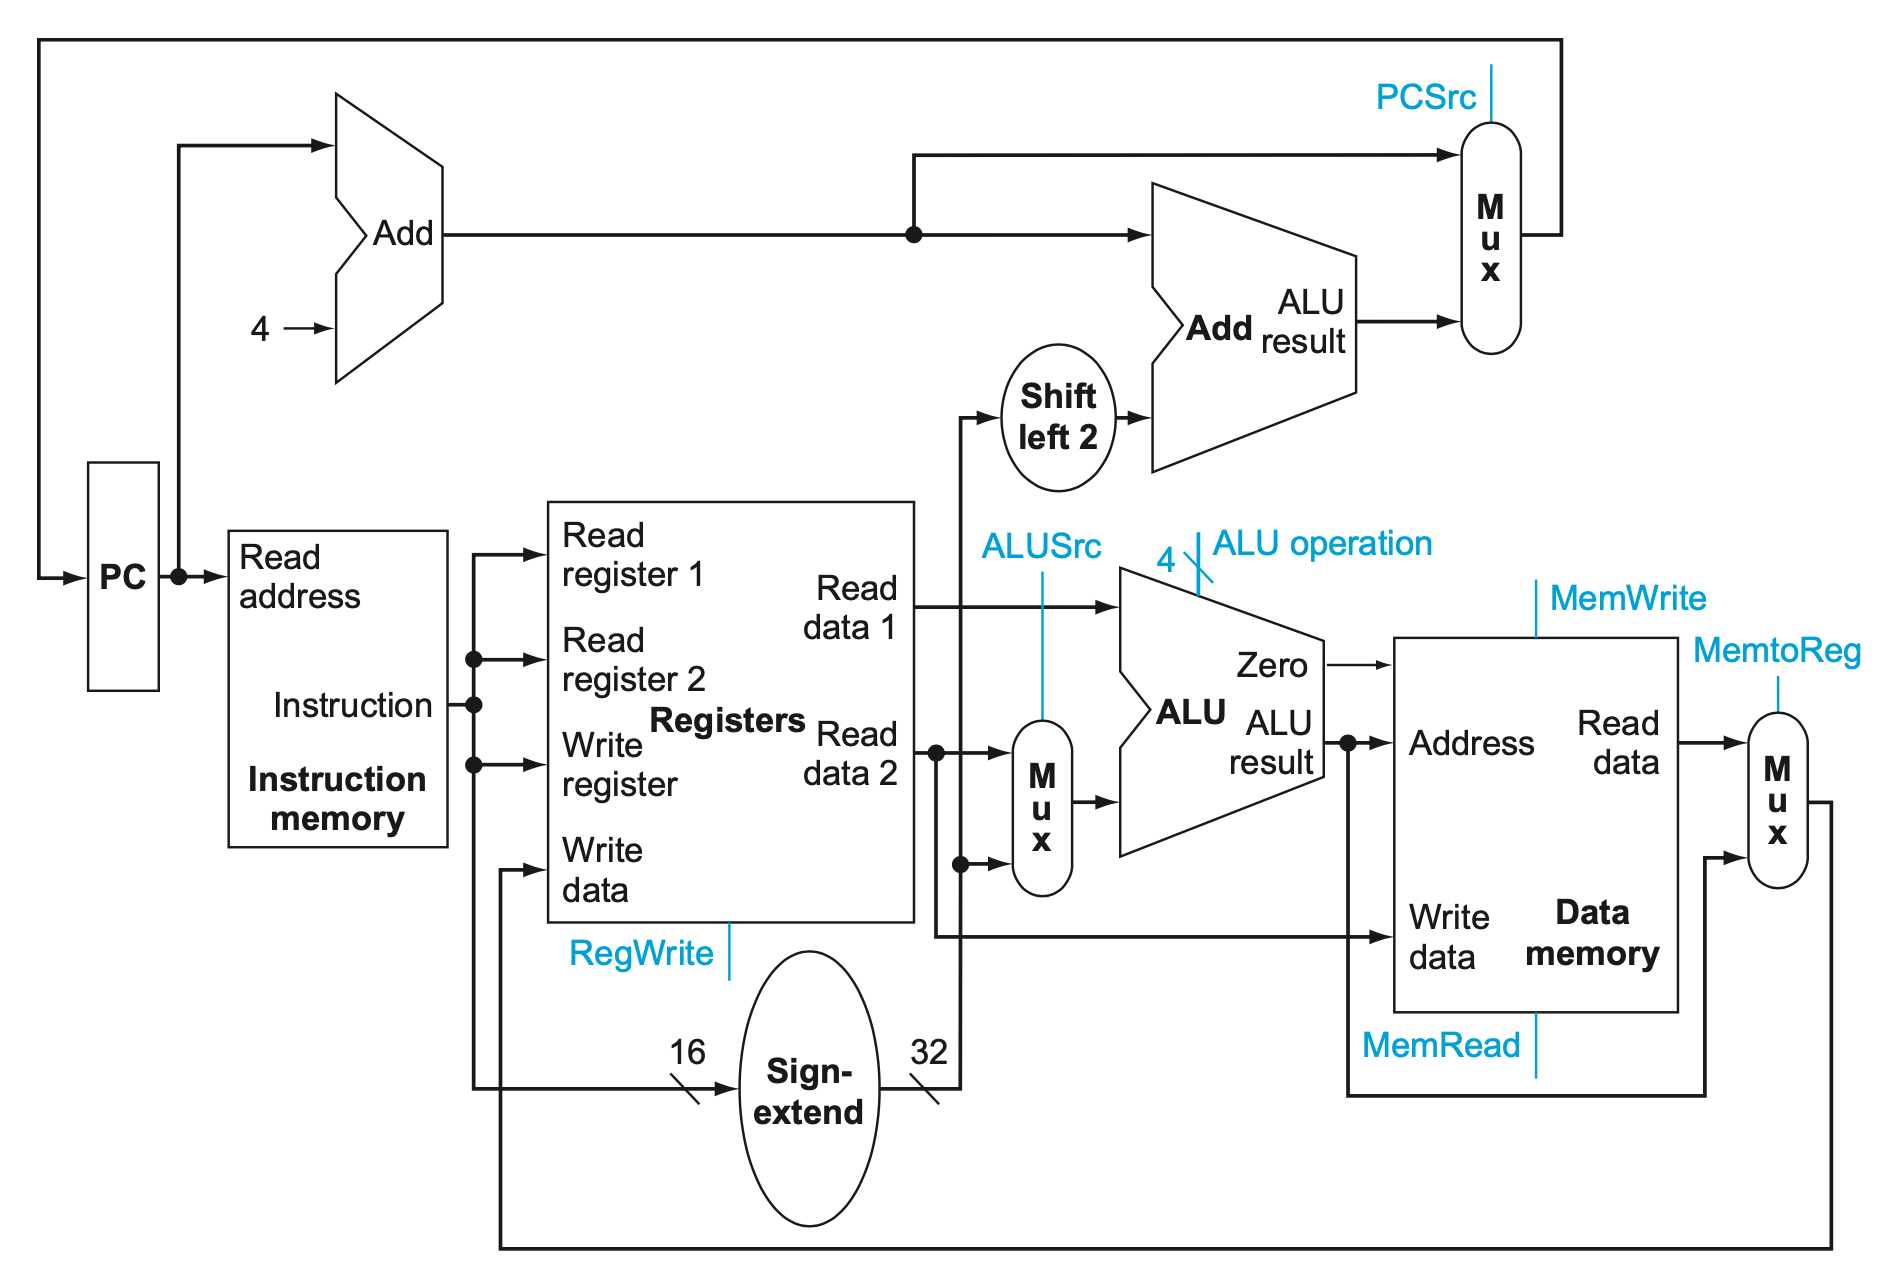 PCSrc
M
u
x
Add
ALU
result
Add
4
Shift
left 2
PC
Read
address
Instruction
Instruction
memory
Read
register 1
Read
register 2
Write
register
Write
data
Registers
Read
data 1
Read
data 2
RegWrite
16
Sign-
extend
32
ALUSrc
M
u
x
4
ALU operation
Zero
ALU
ALU
result
MemWrite
MemtoReg
Address
Read
data
Write
data
Data
memory
MemRead
M
u
x